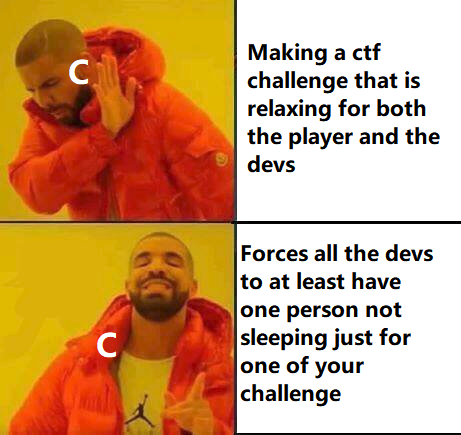 C
Making a ctf
challenge that is
relaxing for both
the player and the
devs
C
Forces all the devs
to at least have
one person not
sleeping just for
one of your
challenge